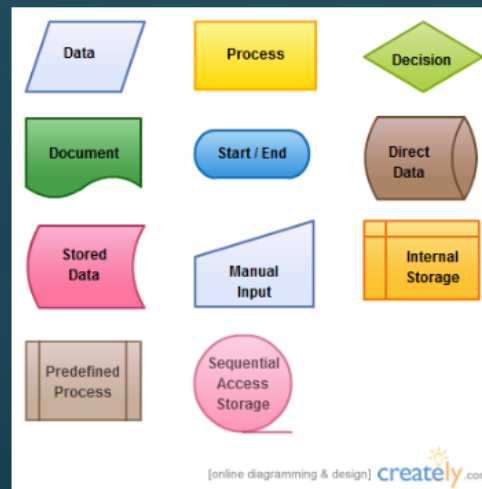 Data
Process
Decision
Document
Start / End
Direct
Data
Stored
Data
Manual
Input
Internal
Storage
Predefined
Process
Sequential
Access
Storage
[online diagramming & design] creately.com